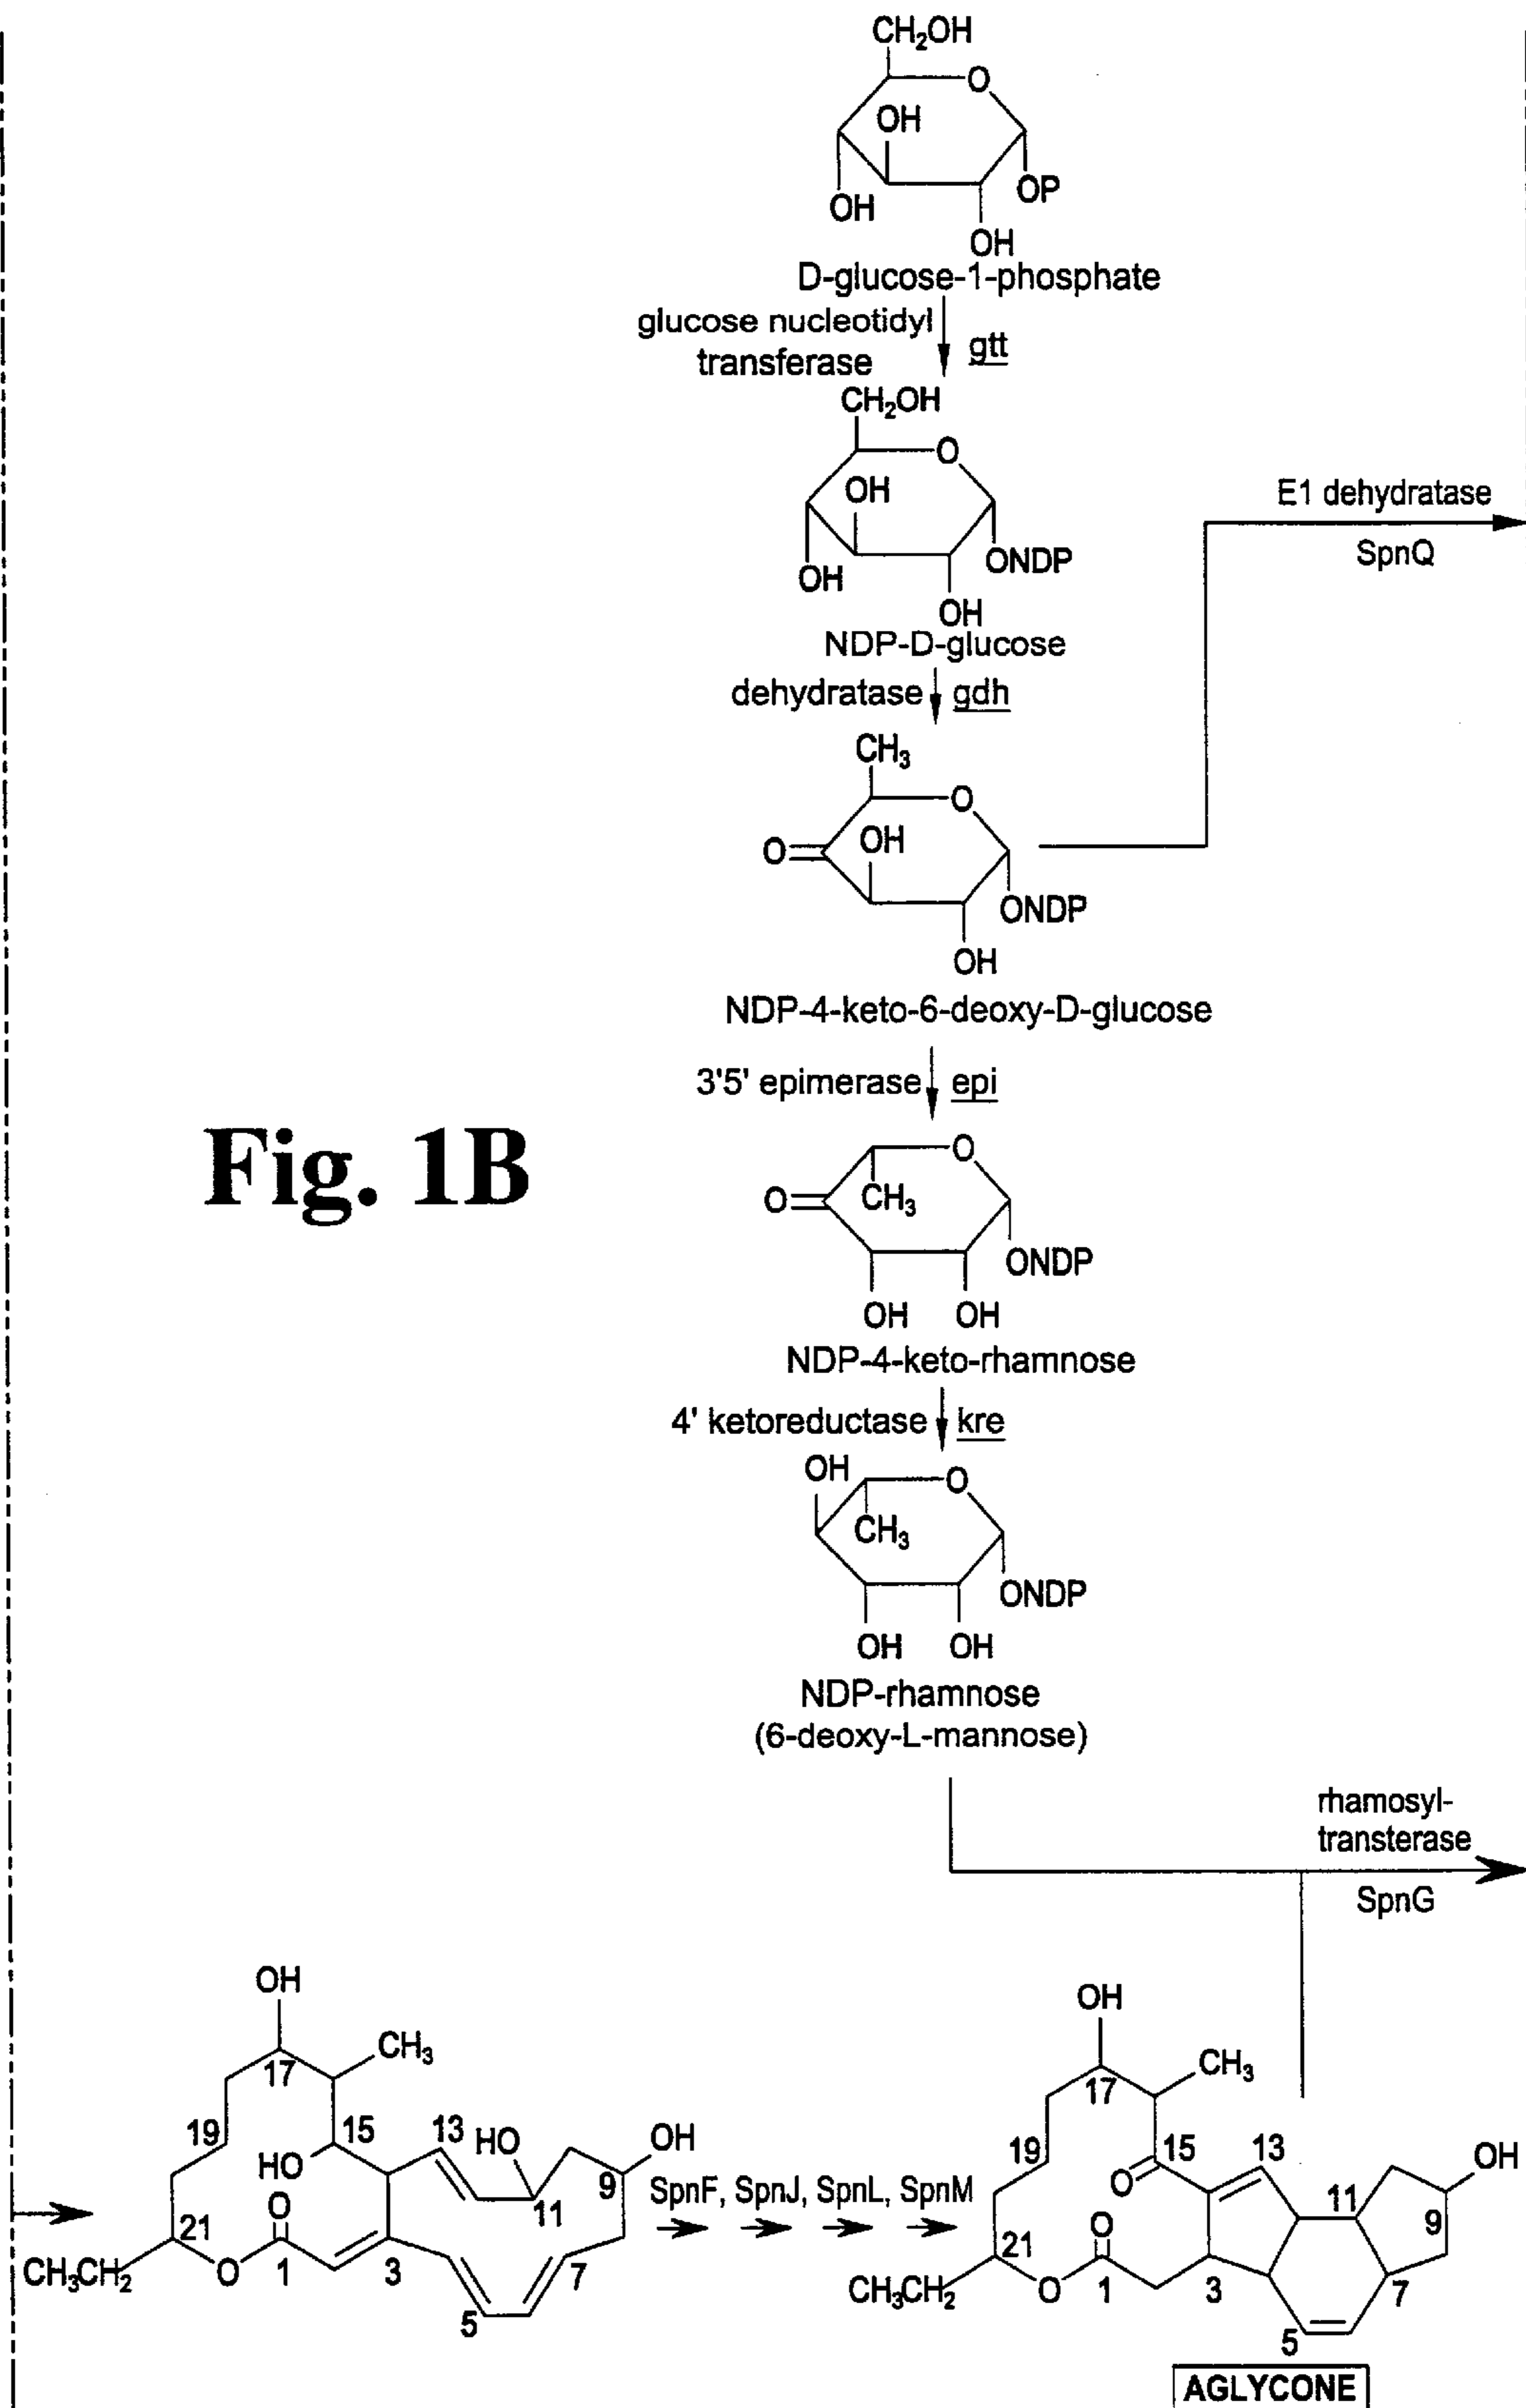 CH₂OH
O
OH
OH
OP
OH
D-glucose-1-phosphate
glucose nucleotidyl
transferase
gtt
CH₂OH
O
OH
OH
ONDP
OH
NDP-D-glucose
E1 dehydratase
SpnQ
dehydratase
gdh
CH₃
O
OH
O
ONDP
OH
NDP-4-keto-6-deoxy-D-glucose
3'5' epimerase
epi
Fig. 1B
O
O
CH₃
ONDP
OH OH
NDP-4-keto-rhamnose
4' ketoreductase
kre
OH
O
CH₃
ONDP
OH OH
NDP-rhamnose
(6-deoxy-L-mannose)
rhamosyl-
transterase
SpnG
OH
CH₃
17
19
15
HO
13
HO
OH
9
11
O
21
CH₃CH₂
O
1
3
7
5
SpnF, SpnJ, SpnL, SpnM
OH
CH₃
17
19
15
O
13
OH
11
9
O
21
CH₃CH₂
O
1
3
7
5
AGLYCONE